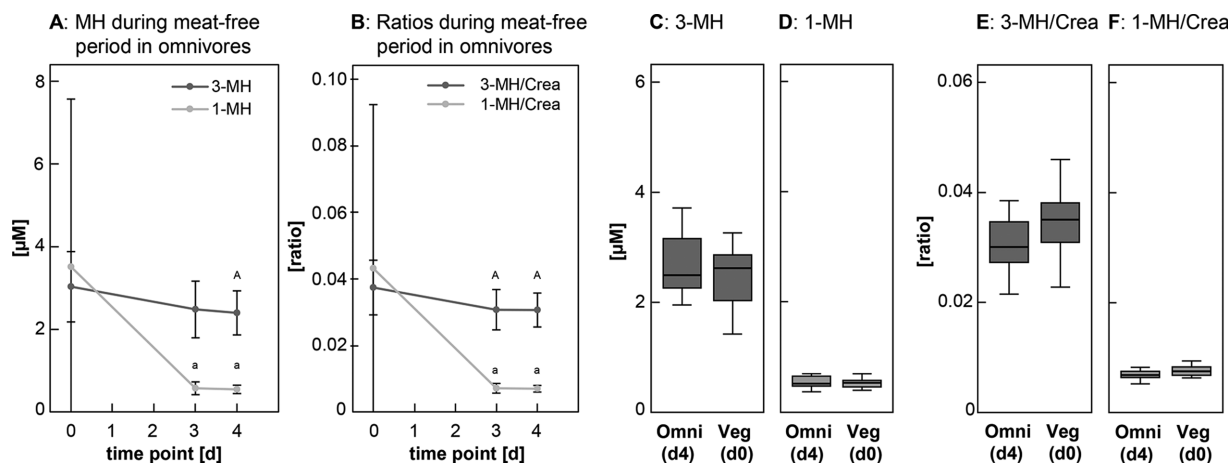 A: MH during meat-free
period in omnivores
8
6
4
2
0
[µM]
3-MH
1-MH
A
a
a
0 1 2 3 4
time point [d]
B: Ratios during meat-free
period in omnivores
0.10
0.08
0.06
0.04
0.02
0
[ratio]
3-MH/Crea
1-MH/Crea
A
A
a
a
0 1 2 3 4
time point [d]
C: 3-MH
6
4
2
0
[µM]
Omni Veg
(d4) (d0)
D: 1-MH
Omni Veg
(d4) (d0)
E: 3-MH/Crea
0.06
0.04
0.02
0
[ratio]
Omni Veg
(d4) (d0)
F: 1-MH/Crea
Omni Veg
(d4) (d0)